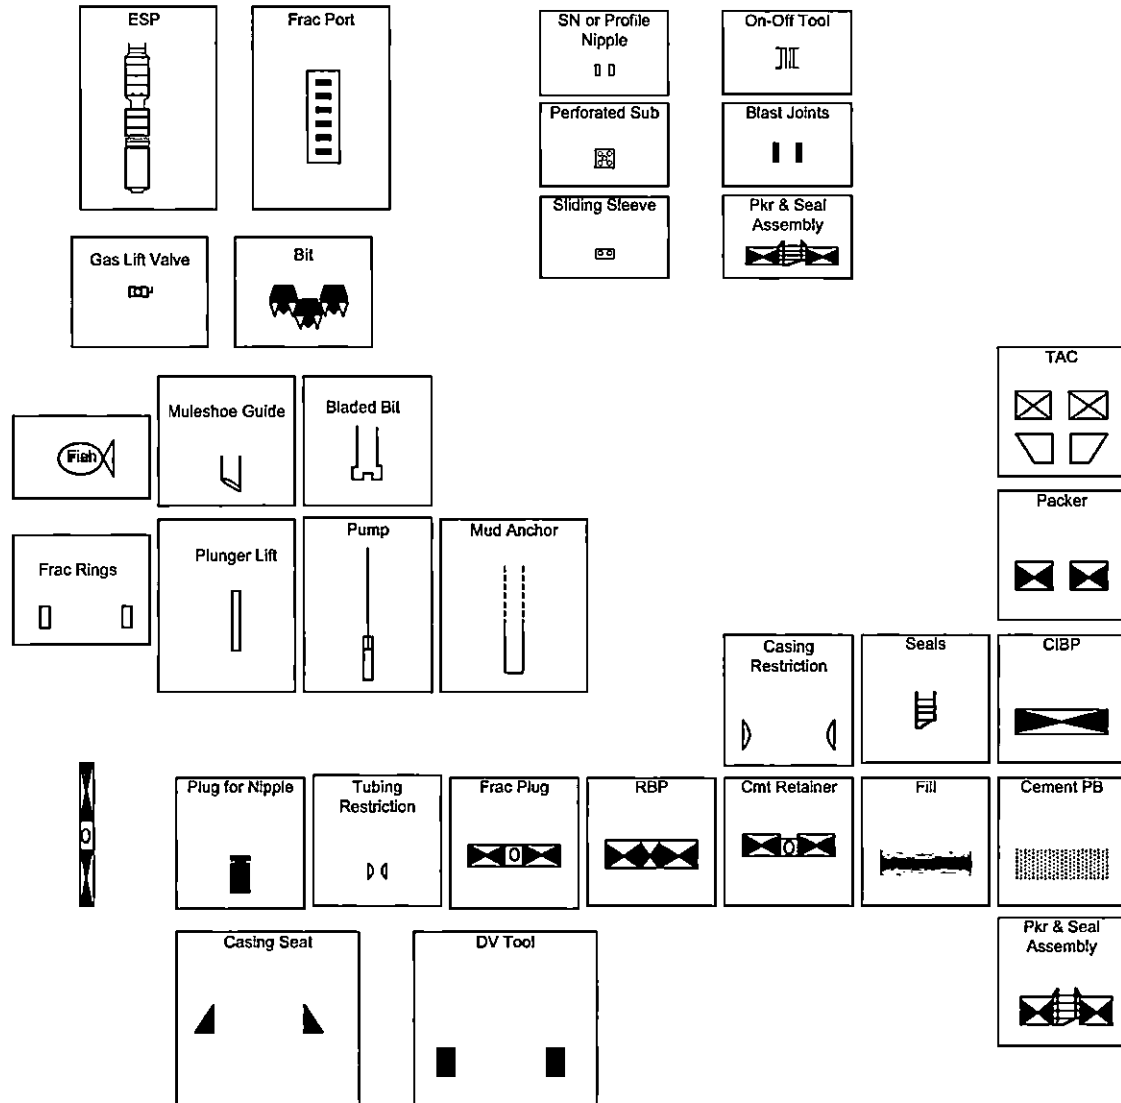 ESP
Frac Port
SN or Profile
Nipple
On-Off Tool
Perforated Sub
Blast Joints
Sliding Sleeve
Pkr & Seal
Assembly
Gas Lift Valve
Bit
TAC
Muleshoe Guide
Bladed Bit
Fish
Packer
Frac Rings
Plunger Lift
Pump
Mud Anchor
Casing
Restriction
Seals
CIBP
Plug for Nipple
Tubing
Restriction
Frac Plug
RBP
Cmt Retainer
Fill
Cement PB
Casing Seat
DV Tool
Pkr & Seal
Assembly